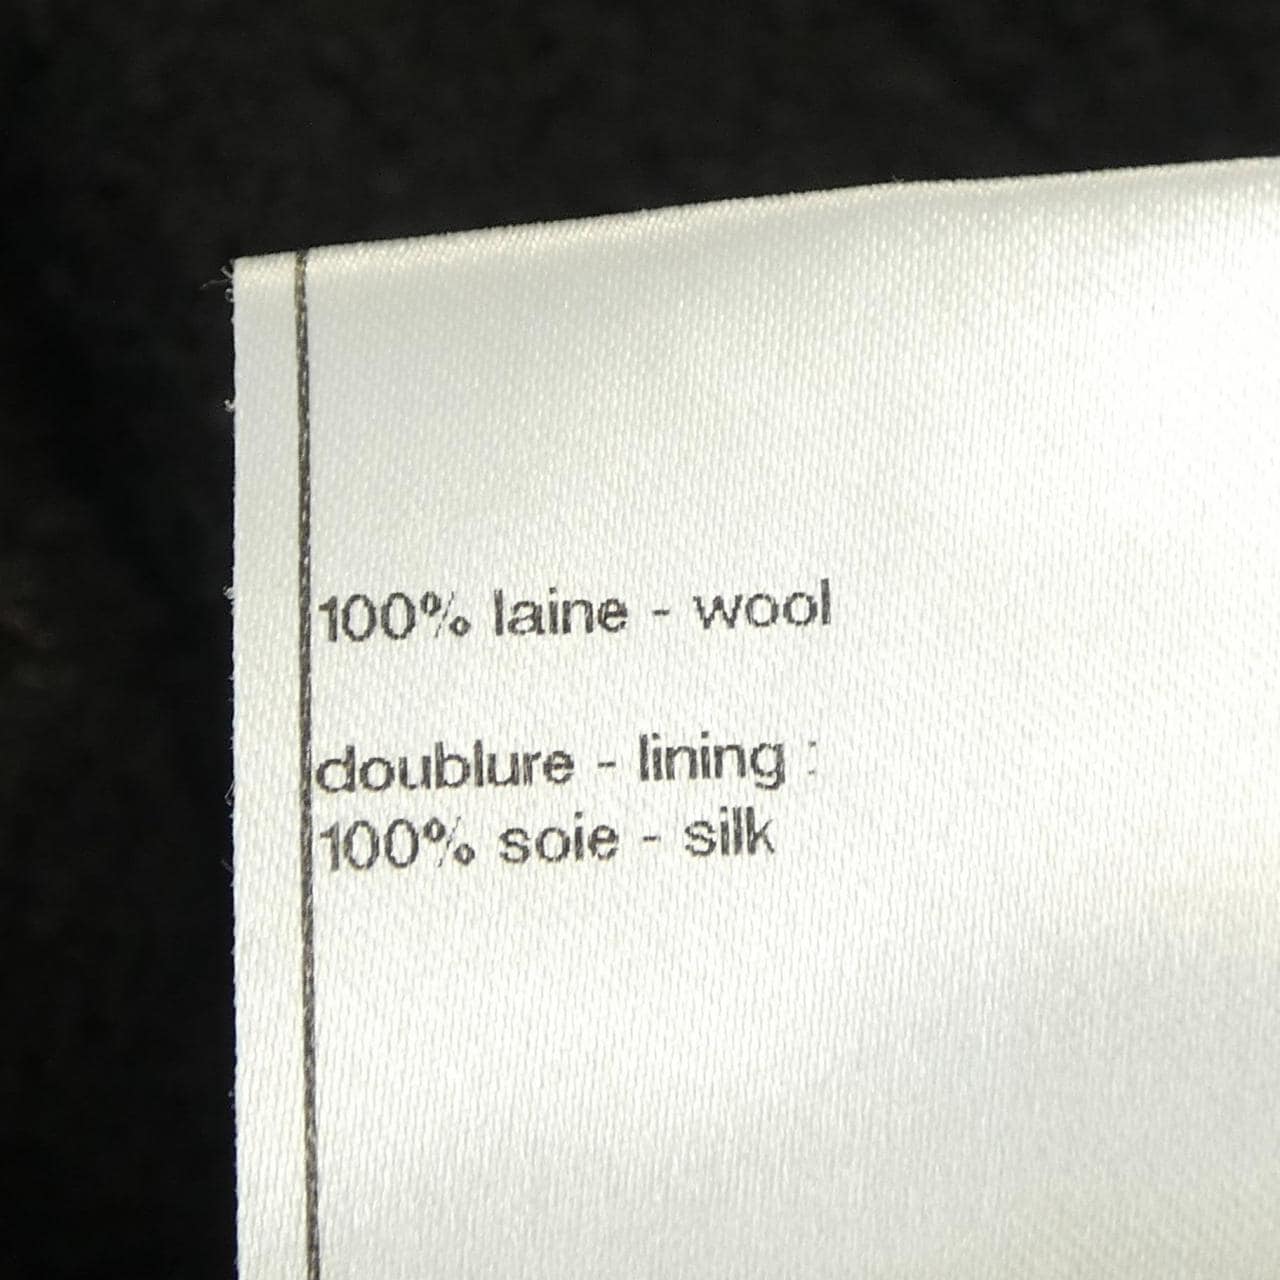 100% laine - wool
doublure - lining :
100% soie - silk